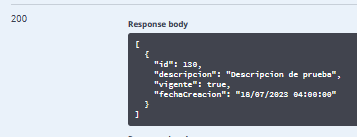 200
Response body
[
  {
    "id": 130,
    "descripcion": "Descripcion de prueba",
    "vigente": true,
    "fechaCreacion": "18/07/2023 04:00:00"
  }
]